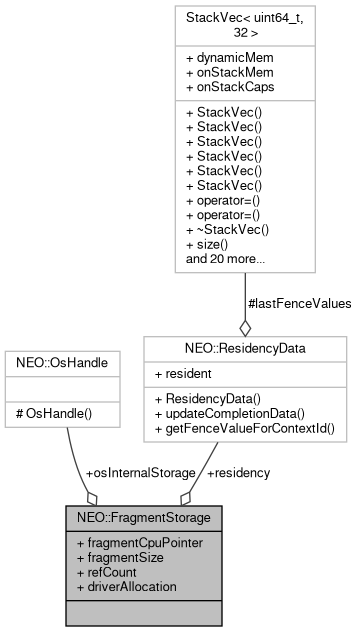 StackVec< uint64_t,
32 >
+ dynamicMem
+ onStackMem
+ onStackCaps
+ StackVec()
+ StackVec()
+ StackVec()
+ StackVec()
+ StackVec()
+ StackVec()
+ operator=()
+ operator=()
+ ~StackVec()
+ size()
and 20 more...
#lastFenceValues
NEO::OsHandle
# OsHandle()
NEO::ResidencyData
+ resident
+ ResidencyData()
+ updateCompletionData()
+ getFenceValueForContextId()
+osInternalStorage
+residency
NEO::FragmentStorage
+ fragmentCpuPointer
+ fragmentSize
+ refCount
+ driverAllocation